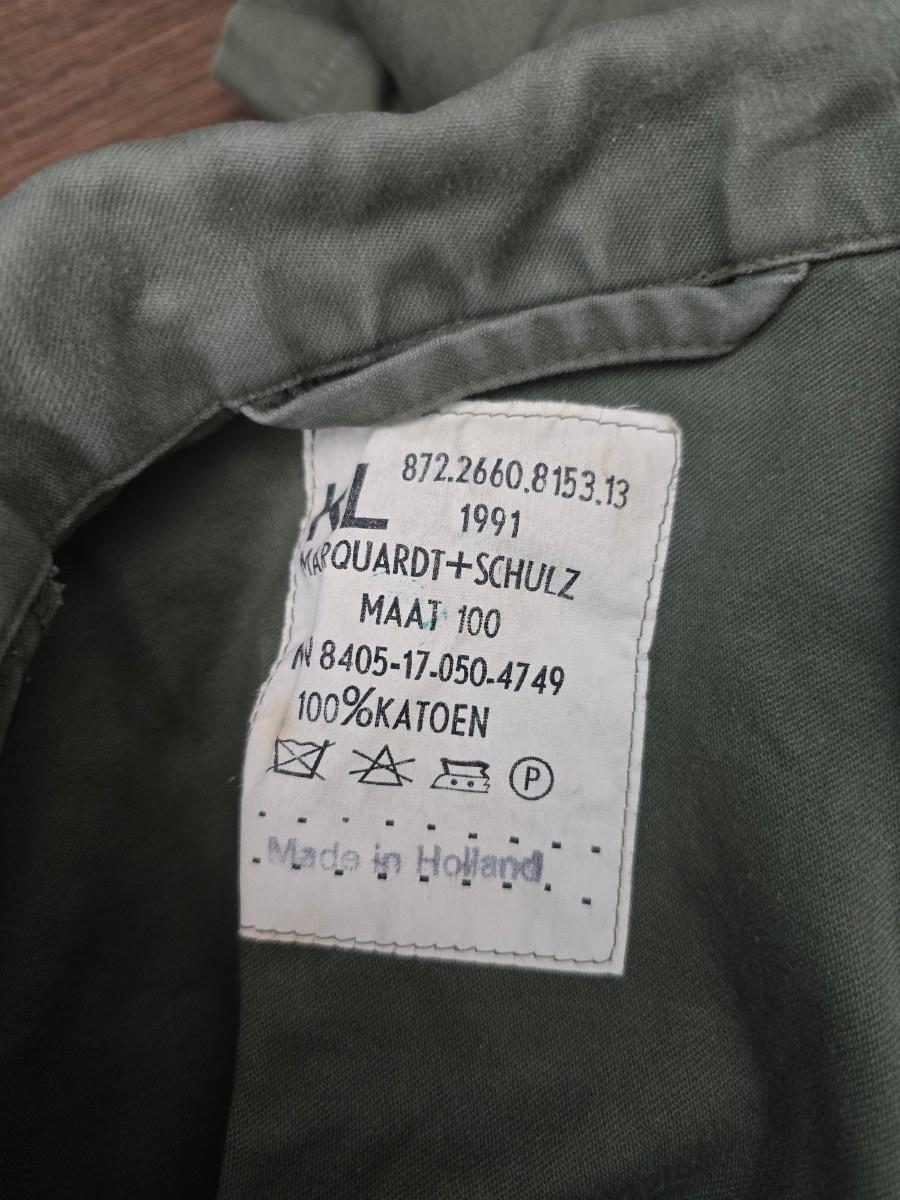 KL 872.2660.8153.13
1991
MARQUARDT+SCHULZ
MAAT 100
N 8405-17-050-4749
100%KATOEN
P
Made in Holland